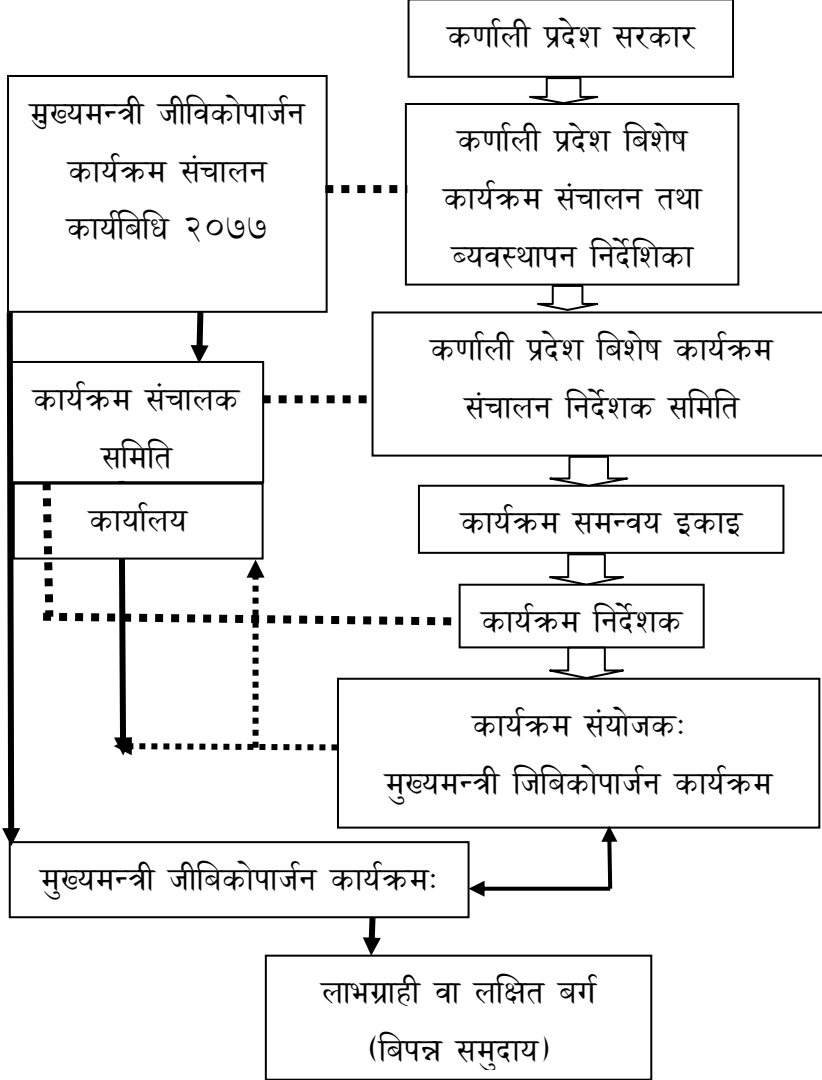 कर्णाली प्रदेश सरकार
मुख्यमन्त्री जीविकोपार्जन
कार्यक्रम संचालन
कार्यबिधि २०७७
कर्णाली प्रदेश बिशेष
कार्यक्रम संचालन तथा
ब्यवस्थापन निर्देशिका
कर्णाली प्रदेश बिशेष कार्यक्रम
संचालन निर्देशक समिति
कार्यक्रम संचालक
समिति
कार्यालय
कार्यक्रम समन्वय इकाइ
कार्यक्रम निर्देशक
कार्यक्रम संयोजकः
मुख्यमन्त्री जिबिकोपार्जन कार्यक्रम
मुख्यमन्त्री जीबिकोपार्जन कार्यक्रमः
लाभग्राही वा लक्षित बर्ग
(बिपन्न समुदाय)